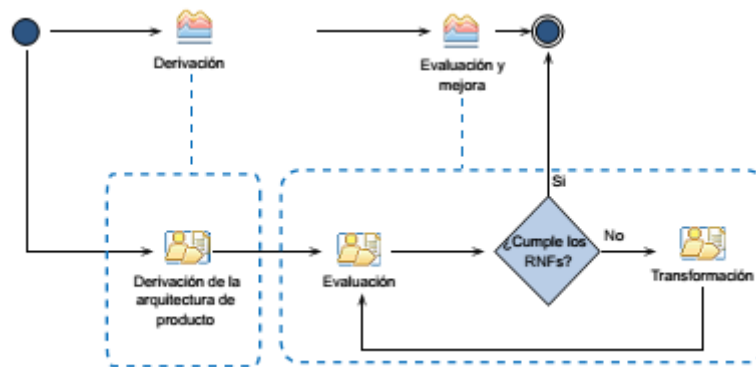 Derivación
Evaluación y
mejora
Si
¿Cumple los
RNFs?
No
Derivación de la
arquitectura de
producto
Evaluación
Transformación